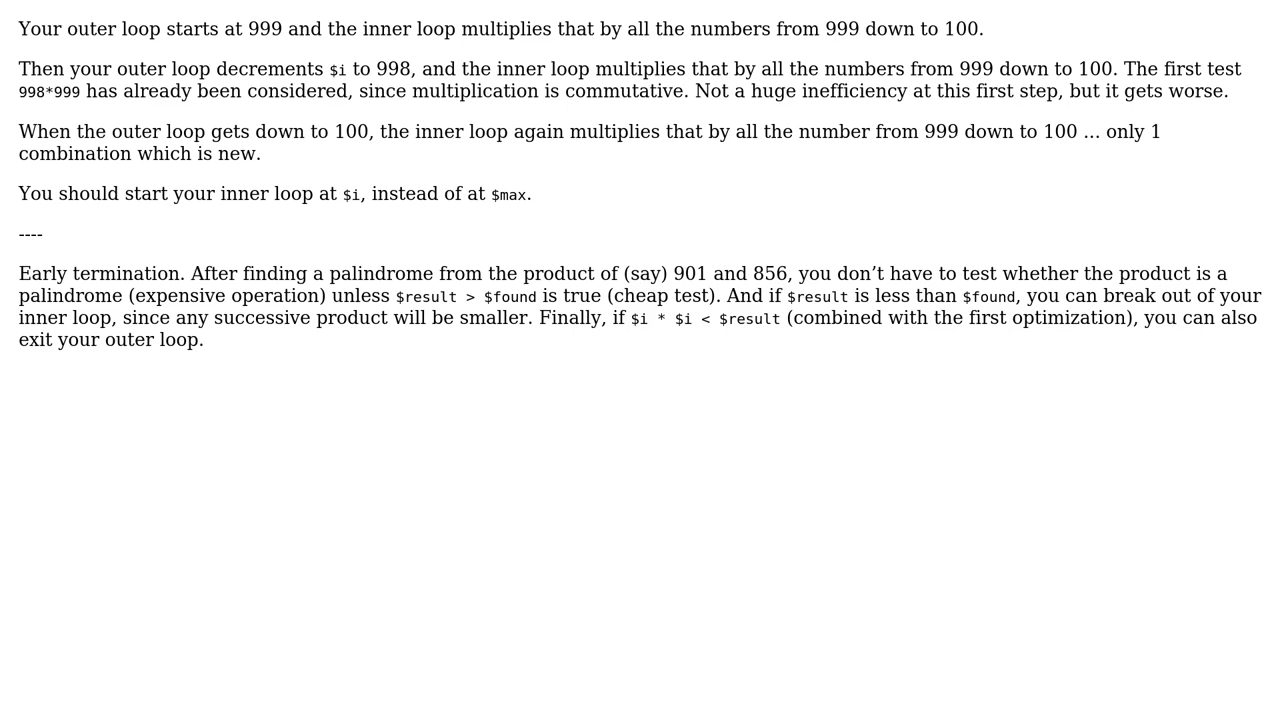 Your outer loop starts at 999 and the inner loop multiplies that by all the numbers from 999 down to 100.
Then your outer loop decrements $i to 998, and the inner loop multiplies that by all the numbers from 999 down to 100. The first test
998*999 has already been considered, since multiplication is commutative. Not a huge inefficiency at this first step, but it gets worse.
When the outer loop gets down to 100, the inner loop again multiplies that by all the number from 999 down to 100 ... only 1
combination which is new.
You should start your inner loop at $i, instead of at $max.
----
Early termination. After finding a palindrome from the product of (say) 901 and 856, you don’t have to test whether the product is a
palindrome (expensive operation) unless $result > $found is true (cheap test). And if $result is less than $found, you can break out of your
inner loop, since any successive product will be smaller. Finally, if $i * $i < $result (combined with the first optimization), you can also
exit your outer loop.